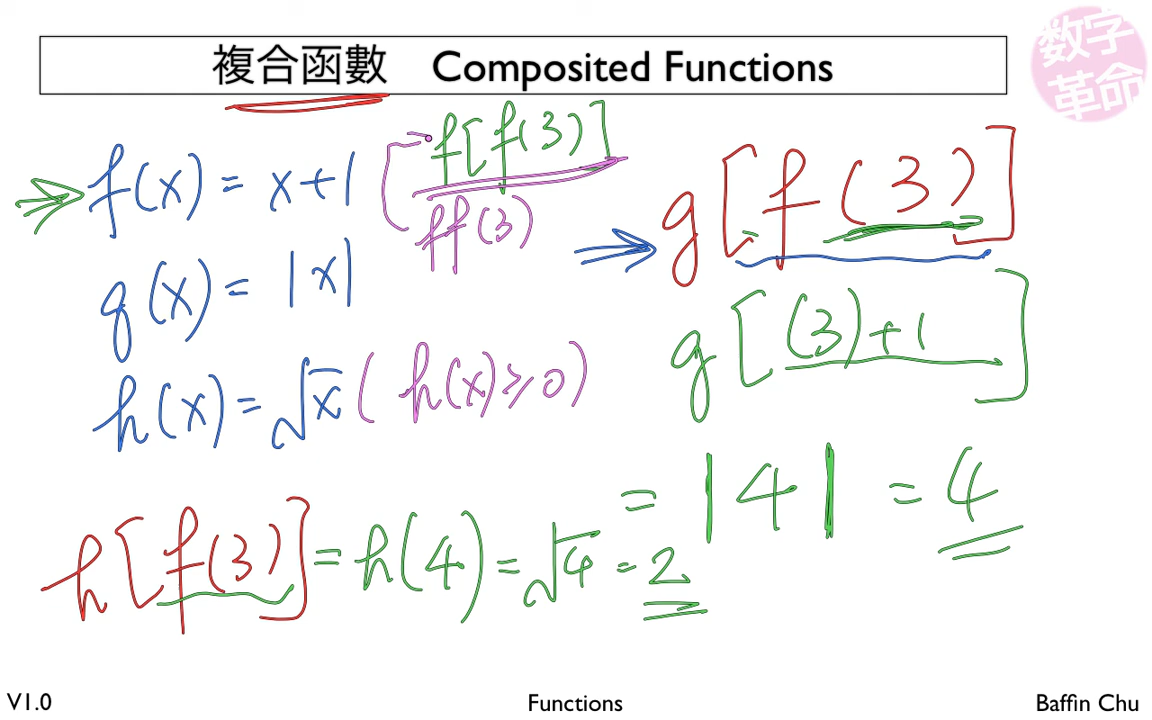 数字
革命
複合函數 Composited Functions
f(x) = x+1
f[f(3)]
ff(3)
g[f(3)]
g(x) = |x|
g[(3)+1]
h(x) = √x (h(x) ≥ 0)
= |4| = 4
h[f(3)] = h(4) = √4 = 2
V1.0 Functions Baffin Chu